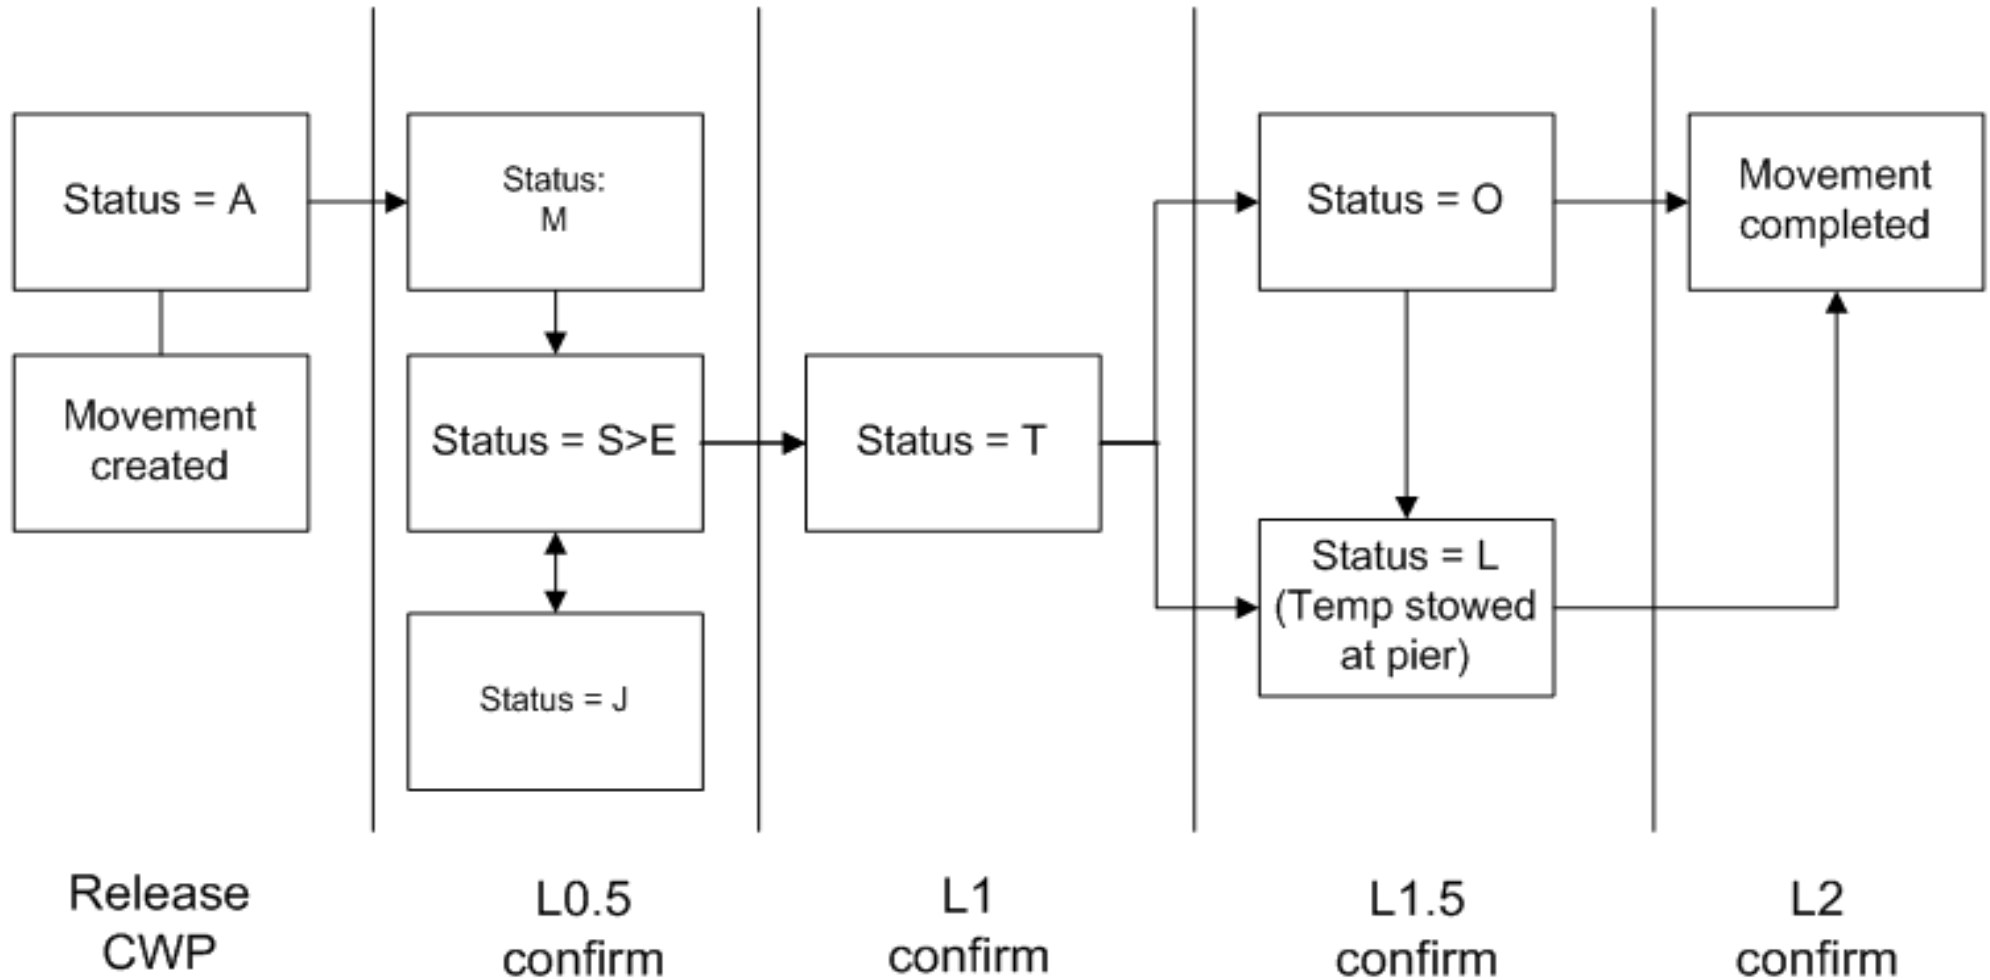 Status = A
Movement
created
Status:
M
Status = S>E
Status = J
Status = T
Status = O
Status = L
(Temp stowed
at pier)
Movement
completed
Release
CWP
L0.5
confirm
L1
confirm
L1.5
confirm
L2
confirm